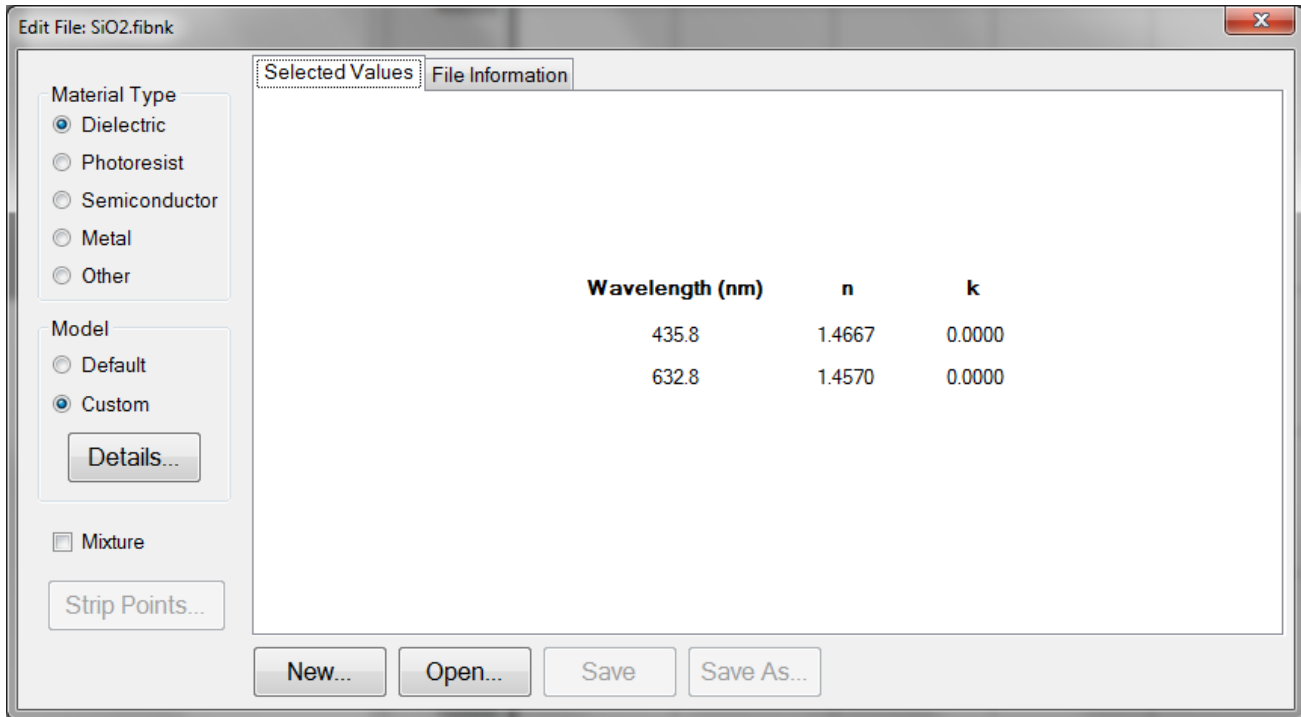 Edit File: SiO2.fibnk
x
Selected Values File Information
Material Type
Dielectric
Photoresist
Semiconductor
Metal
Other
Model
Default
Custom
Details...
Mixture
Strip Points...
Wavelength (nm) n k
435.8 1.4667 0.0000
632.8 1.4570 0.0000
New... Open... Save Save As...